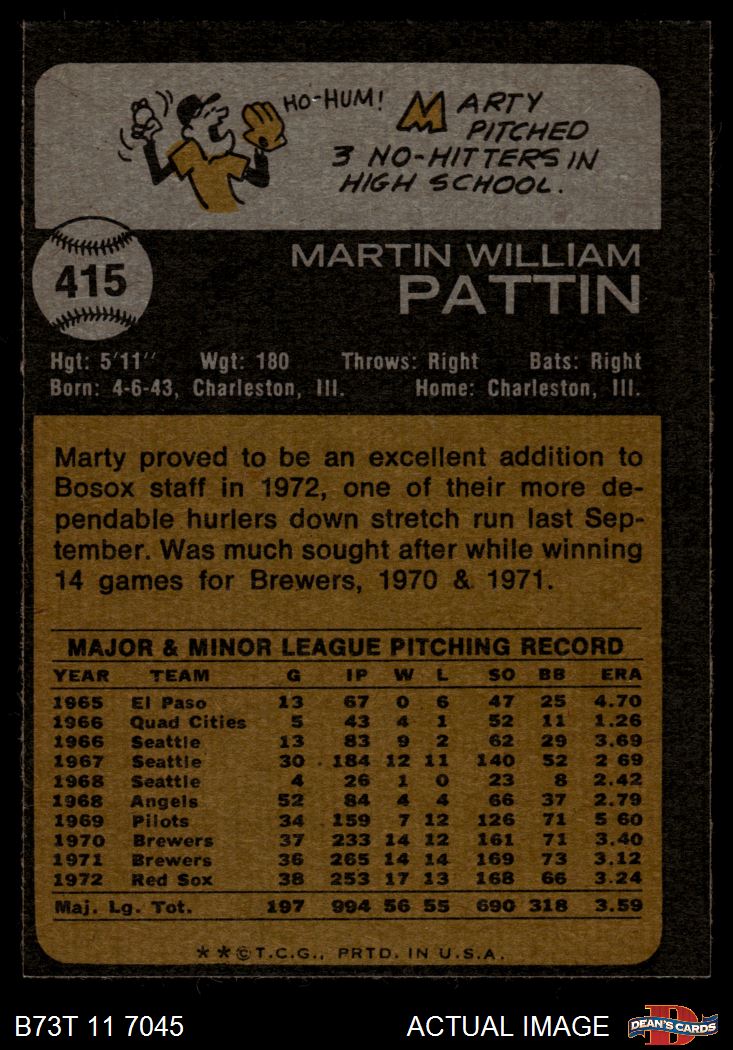 HO-HUM! MARTY
PITCHED
3 NO-HITTERS IN
HIGH SCHOOL.
415
MARTIN WILLIAM
PATTIN
Hgt: 5'11" Wgt: 180 Throws: Right Bats: Right
Born: 4-6-43, Charleston, Ill. Home: Charleston, Ill.
Marty proved to be an excellent addition to
Bosox staff in 1972, one of their more de-
pendable hurlers down stretch run last Sep-
tember. Was much sought after while winning
14 games for Brewers, 1970 & 1971.
MAJOR & MINOR LEAGUE PITCHING RECORD
YEAR TEAM G IP W L SO BB ERA
1965 El Paso 13 67 0 6 47 25 4.70
1966 Quad Cities 5 43 4 1 52 11 1.26
1966 Seattle 13 83 9 2 62 29 3.69
1967 Seattle 30 184 12 11 140 52 2 69
1968 Seattle 4 26 1 0 23 8 2.42
1968 Angels 52 84 4 4 66 37 2.79
1969 Pilots 34 159 7 12 126 71 5 60
1970 Brewers 37 233 14 12 161 71 3.40
1971 Brewers 36 265 14 14 169 73 3.12
1972 Red Sox 38 253 17 13 168 66 3.24
Maj. Lg. Tot. 197 994 56 55 690 318 3.59
**©T.C.G., PRTD. IN U.S.A.
B73T 11 7045 ACTUAL IMAGE D DEAN'S CARDS